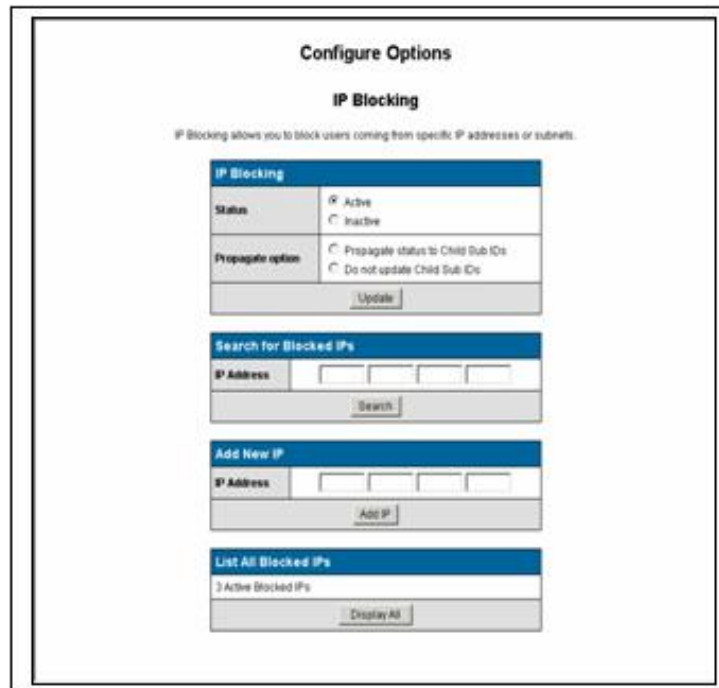 Configure Options
IP Blocking
IP Blocking allows you to block users coming from specific IP addresses or subnets.
IP Blocking
Status
Active
Inactive
Propagate option
Propagate status to Child Sub IDs
Do not update Child Sub IDs
Update
Search for Blocked IPs
IP Address
Search
Add New IP
IP Address
Add IP
List All Blocked IPs
3 Active Blocked IPs
Display All